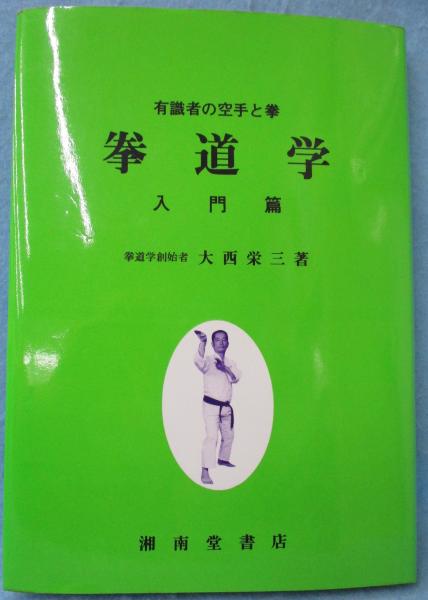 有識者の空手と拳
拳道学
入門篇
拳道学創始者 大西栄三著
湘南堂書店